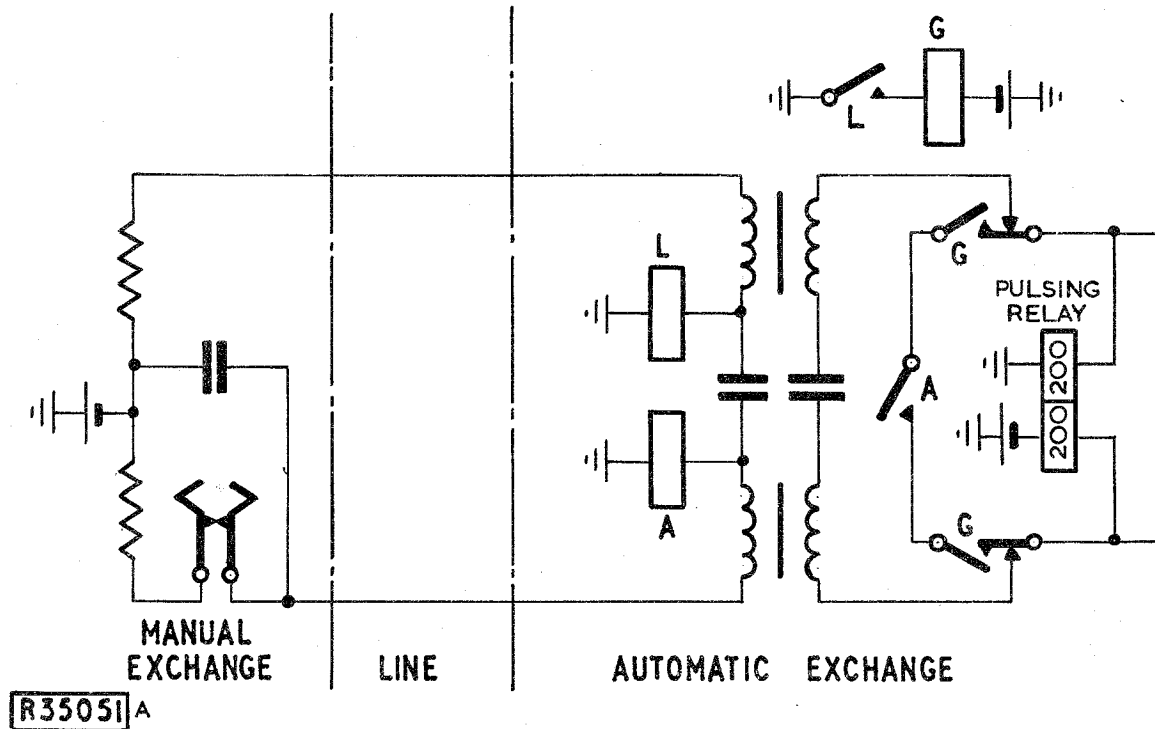 G
L
L
G
PULSING
RELAY
200
200
A
A
G
MANUAL
EXCHANGE
LINE
AUTOMATIC EXCHANGE
R35051 A